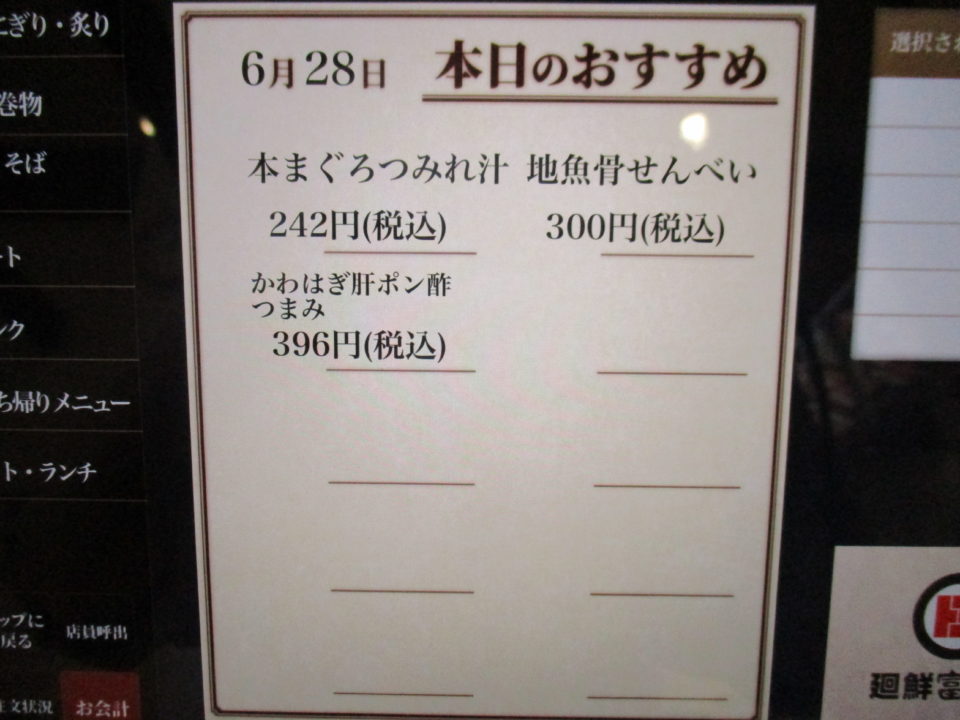 6月28日 本日のおすすめ
本まぐろつみれ汁 地魚骨せんべい
242円(税込) 300円(税込)
かわはぎ肝ポン酢
つまみ
396円(税込)
ぎり・炙り
巻物
そば
ト
ク
ち帰りメニュー
ト・ランチ
ップに
戻る
店員呼出
文状況
お会計
選択さ
廻鮮富